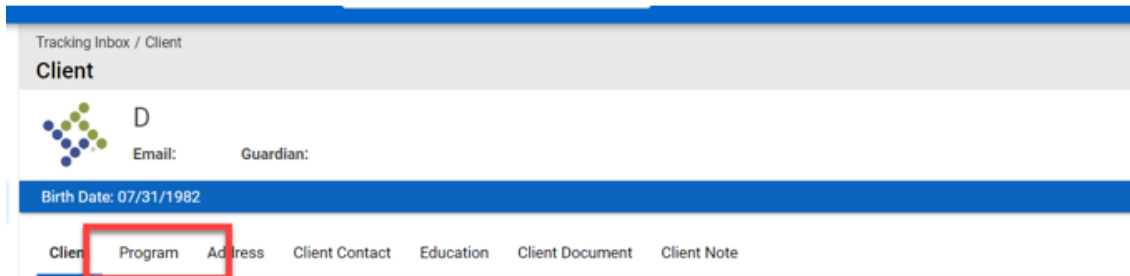 Tracking Inbox / Client
Client
D
Email: Guardian:
Birth Date: 07/31/1982
Client Program Address Client Contact Education Client Document Client Note